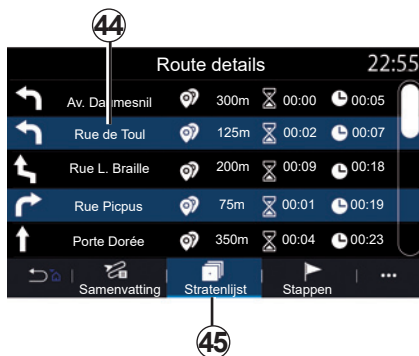 44
Route details 22:55
Av. Daumesnil 300m 00:00 00:05
Rue de Toul 125m 00:02 00:07
Rue L. Braille 200m 00:09 00:18
Rue Picpus 75m 00:01 00:19
Porte Dorée 350m 00:04 00:23
Samenvatting Stratenlijst Stappen ...
45